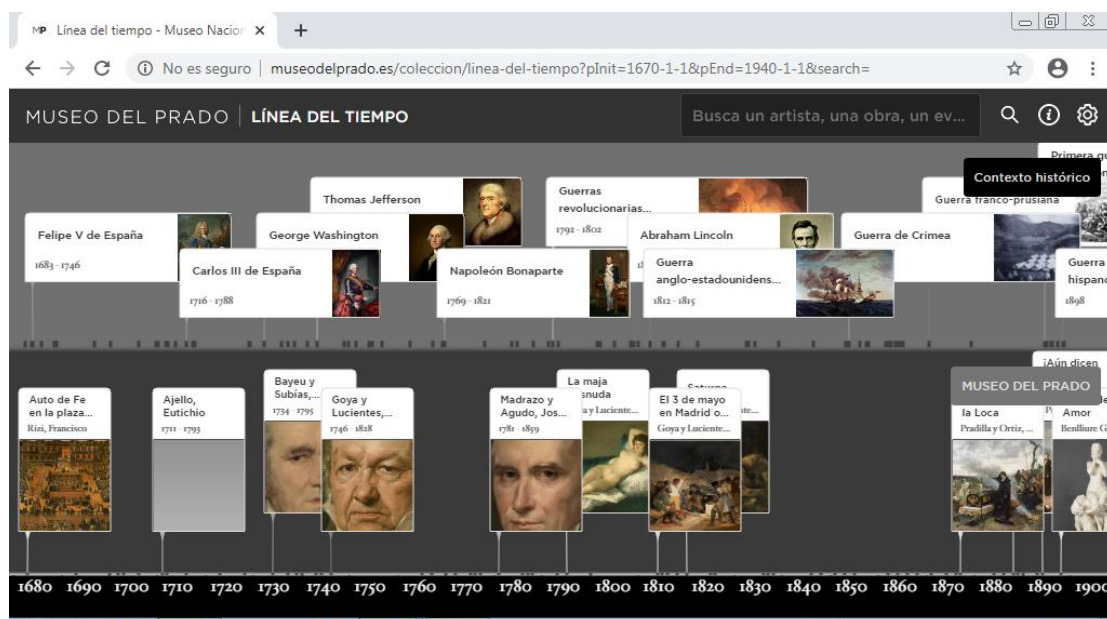 Línea del tiempo - Museo Nacion
No es seguro | museodelprado.es/coleccion/linea-del-tiempo?pInit=1670-1-1&pEnd=1940-1-1&search=
MUSEO DEL PRADO | LÍNEA DEL TIEMPO
Busca un artista, una obra, un ev...
Primera gu
Contexto histórico
Thomas Jefferson
Guerras
revolucionarias...
1792 - 1802
Guerra franco-prusiana
Felipe V de España
1683 - 1746
George Washington
Abraham Lincoln
Guerra de Crimea
Carlos III de España
1716 - 1788
Napoleón Bonaparte
1769 - 1821
Guerra
anglo-estadounidens...
1812 - 1815
Guerra
hispano
1898
¡Aún dicen
MUSEO DEL PRADO
Auto de Fe
en la plaza...
Rizi, Francisco
Ajello,
Eutichio
1711 - 1793
Bayeu y
Subías,...
1734 1795
Goya y
Lucientes,...
1746 - 1828
Madrazo y
Agudo, Jos...
1781 - 1859
La maja
snuda
y Luciente...
El 3 de mayo
en Madrid o...
Goya y Luciente...
Saturno
la Loca
Pradilla y Ortiz, ...
Amor
Benlliure G
1680 1690 1700 1710 1720 1730 1740 1750 1760 1770 1780 1790 1800 1810 1820 1830 1840 1850 1860 1870 1880 1890 1900